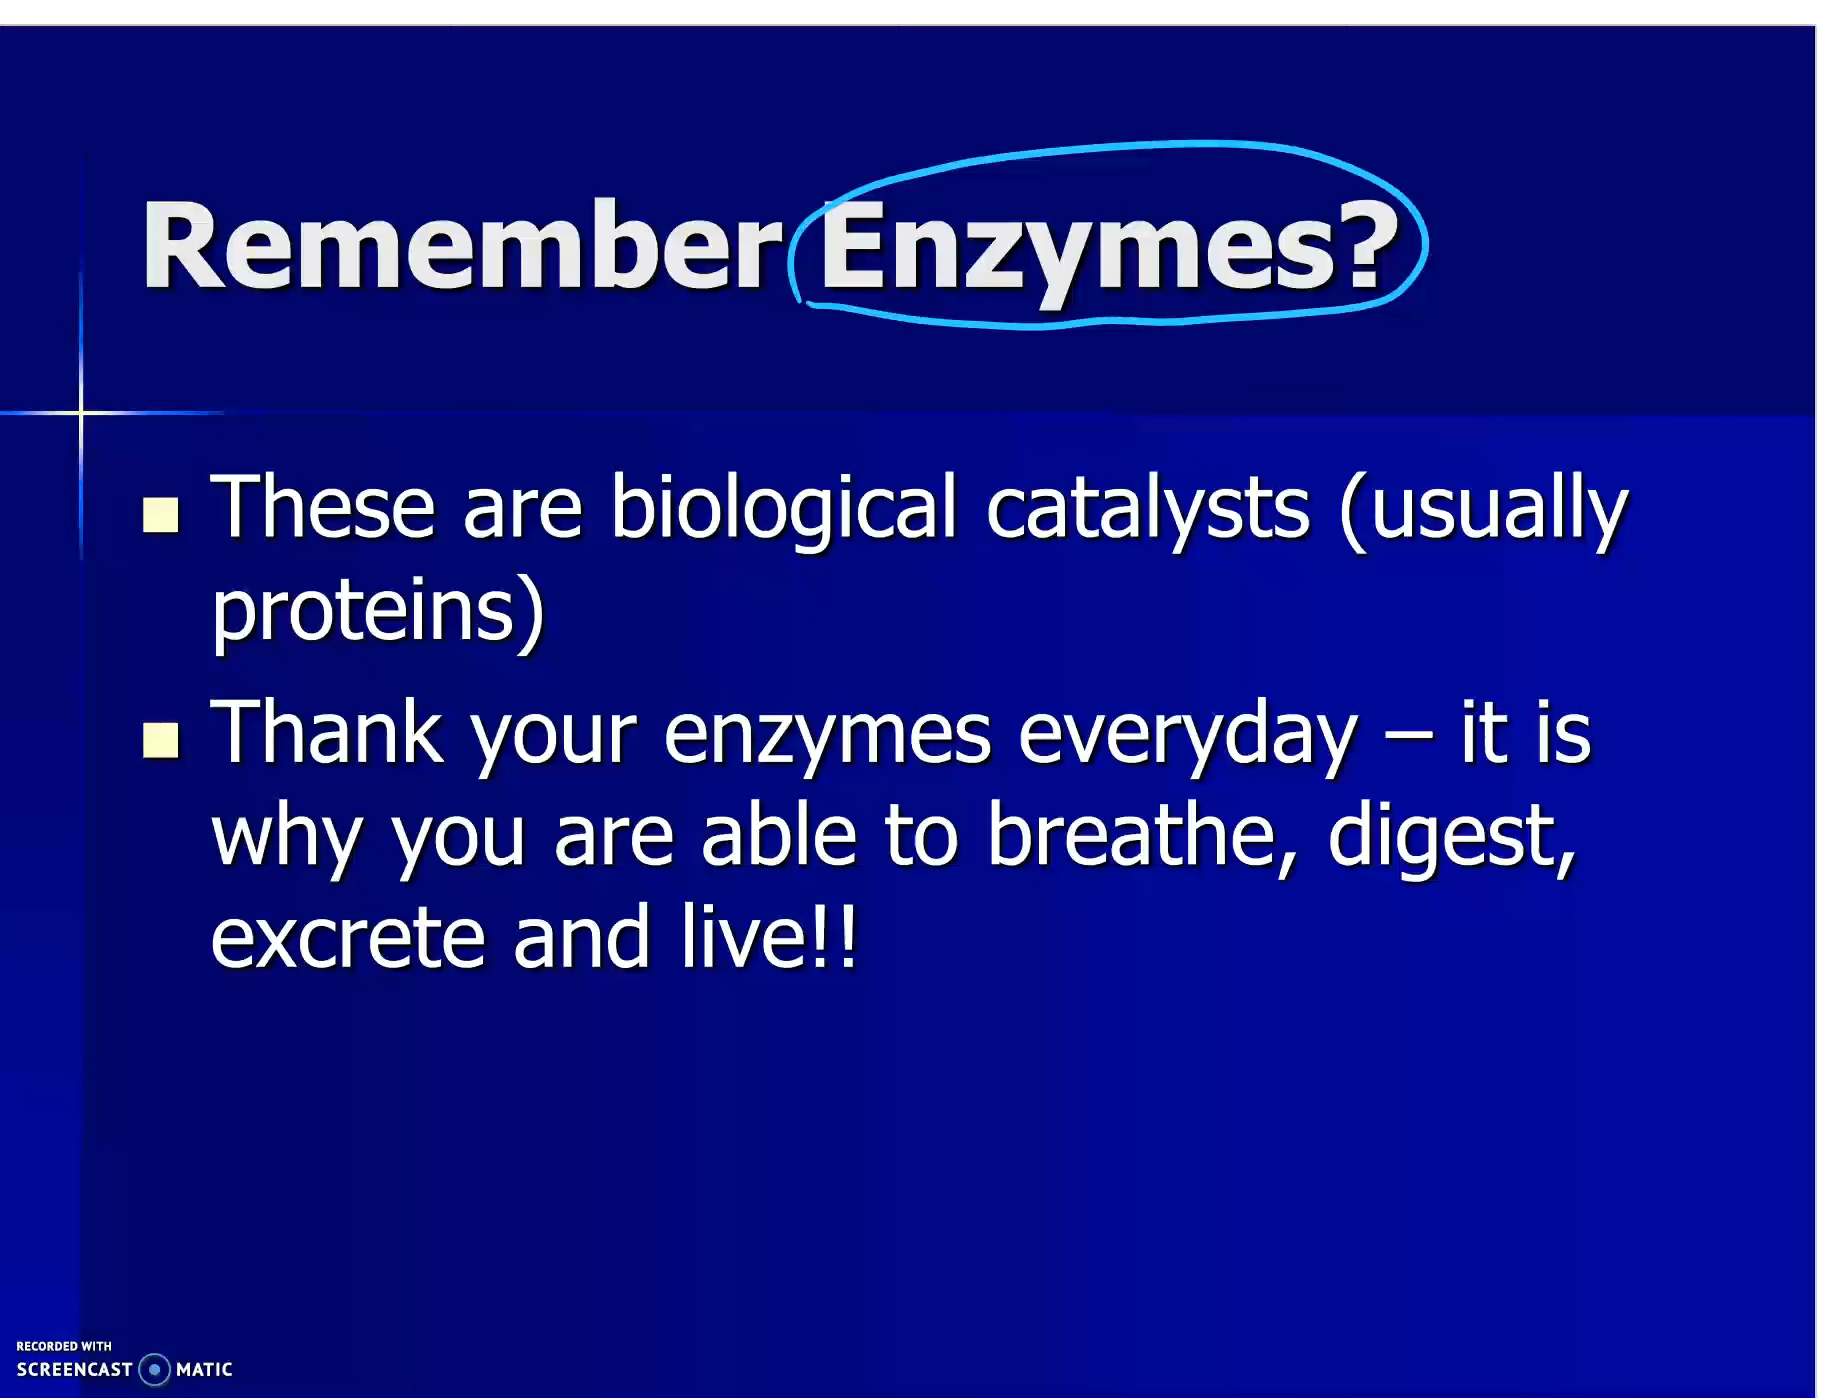 Remember Enzymes?
These are biological catalysts (usually
proteins)
Thank your enzymes everyday – it is
why you are able to breathe, digest,
excrete and live!!
RECORDED WITH
SCREENCAST MATIC